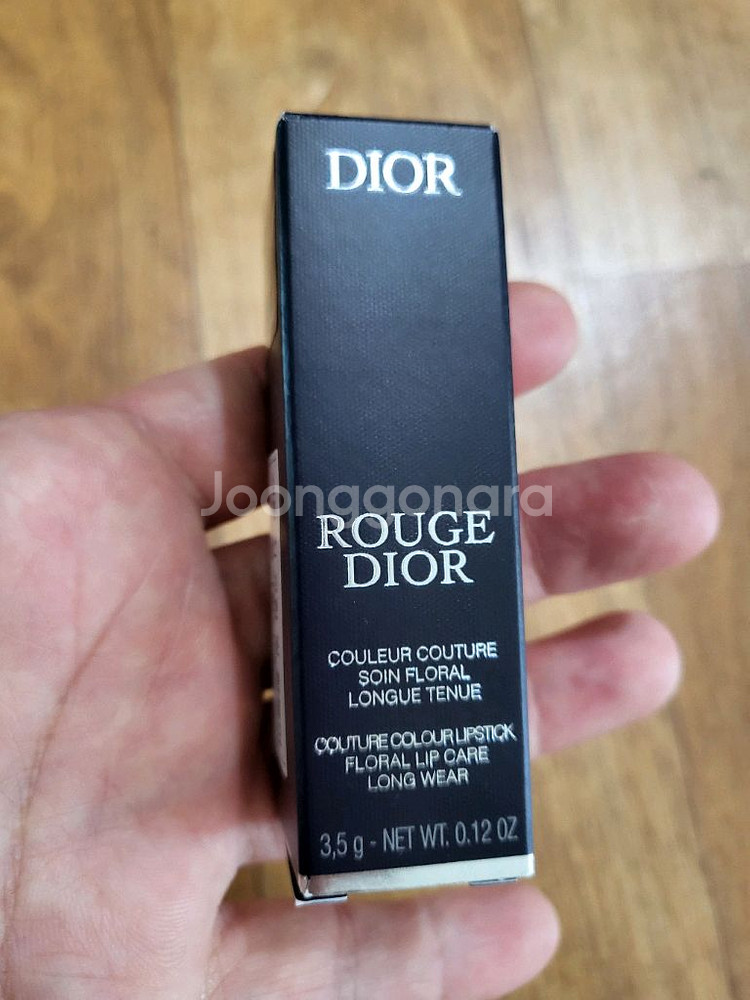 DIOR
Joonggonara
ROUGE
DIOR
COULEUR COUTURE
SOIN FLORAL
LONGUE TENUE
COUTURE COLOUR LIPSTICK
FLORAL LIP CARE
LONG WEAR
3,5 g - NET WT. 0.12 OZ